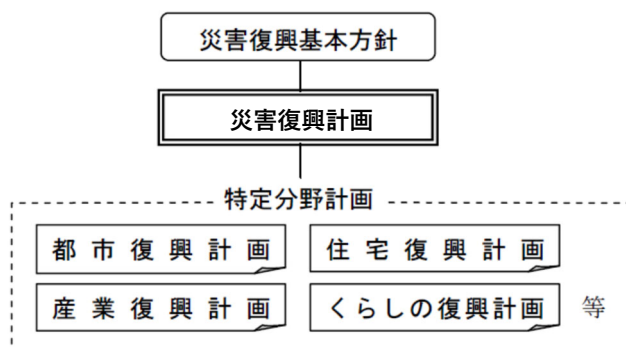 災害復興基本方針
災害復興計画
特定分野計画
都市復興計画 住宅復興計画
産業復興計画 くらしの復興計画 等